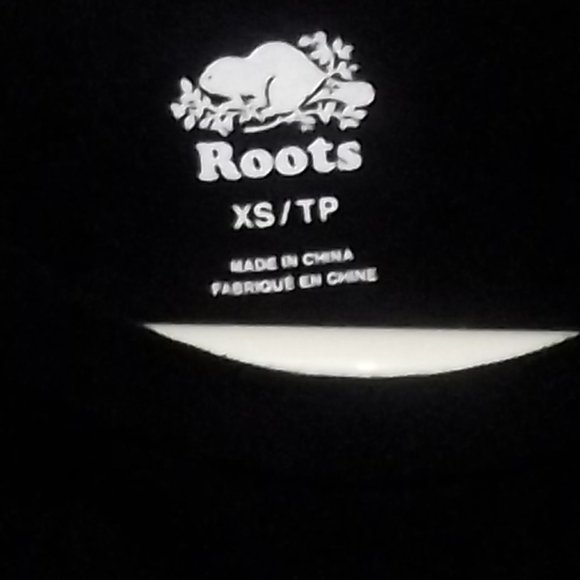 Roots
XS/TP
MADE IN CHINA
FABRIQUÉ EN CHINE